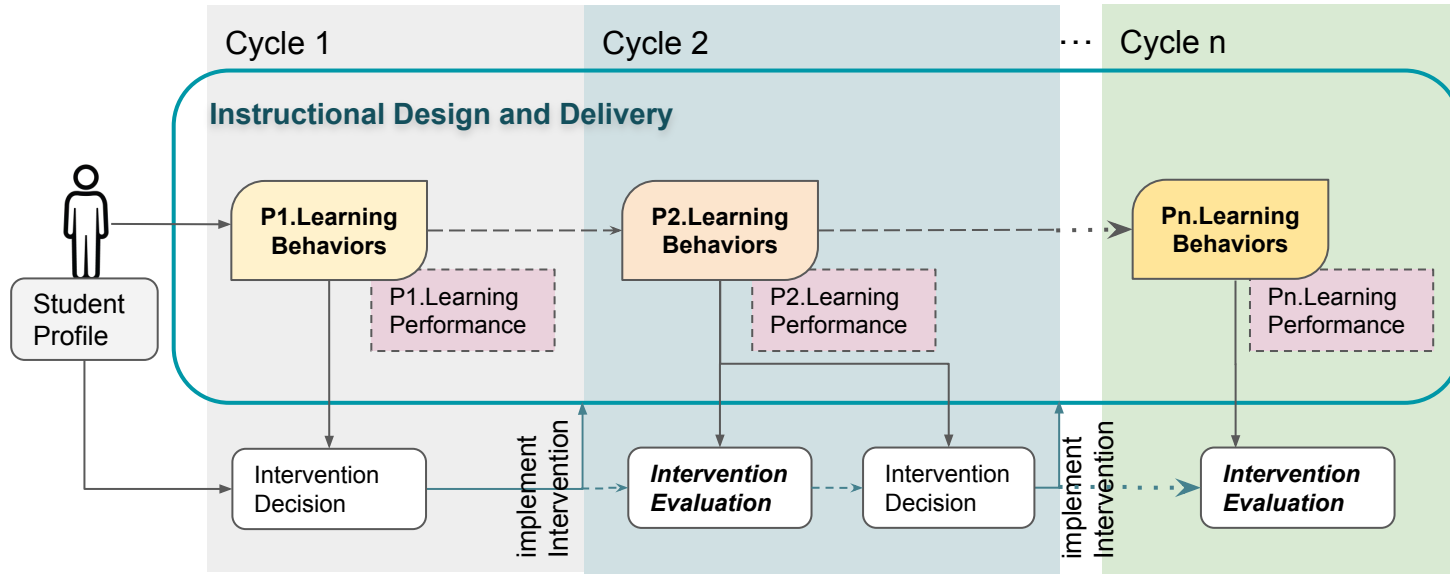 Cycle 1
Cycle 2
...
Cycle n
Instructional Design and Delivery
P1.Learning
Behaviors
P2.Learning
Behaviors
Pn.Learning
Behaviors
P1.Learning
Performance
P2.Learning
Performance
Pn.Learning
Performance
Student
Profile
Intervention
Decision
implement
Intervention
Intervention
Evaluation
Intervention
Decision
implement
Intervention
Intervention
Evaluation